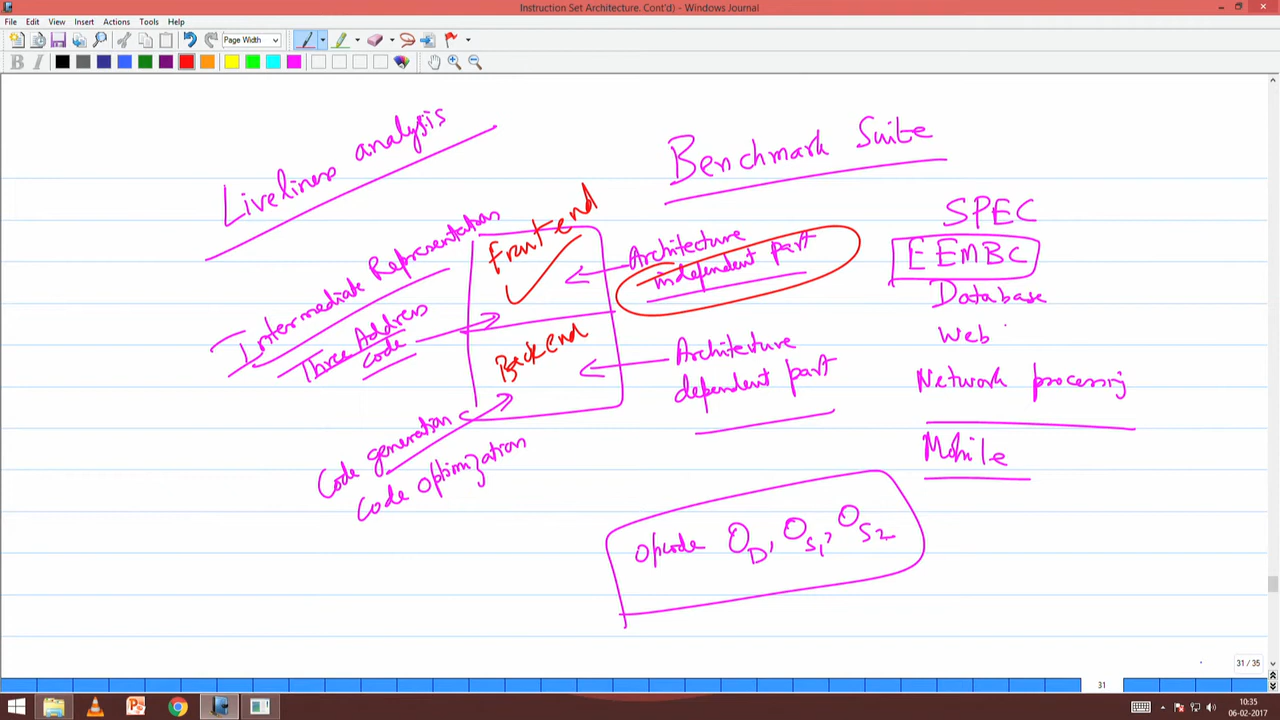 Instruction Set Architecture. Cont'd) - Windows Journal
File Edit View Insert Actions Tools Help
Page Width
B I
Liveliness analysis
Benchmark Suite
SPEC
EEMBC
Database
Web
Network processing
Mobile
Frontend
Architecture
independent part
Intermediate Representation
Three Address
code
Backend
Architecture
dependent part
Code generation
Code optimization
opcode OD, OS1, OS2
31 / 35
31
10:35
06-02-2017